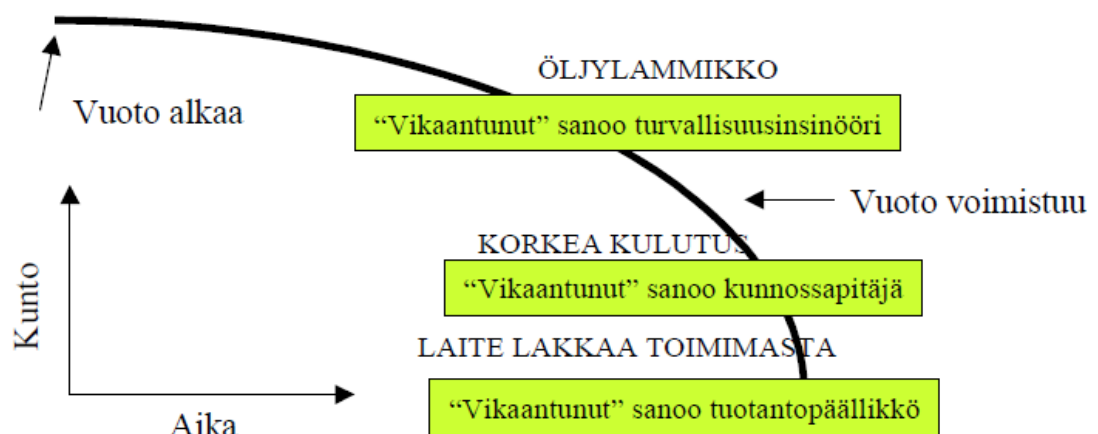 ÖLJYLAMMIKKO
Vuoto alkaa
“Vikaantunut” sanoo turvallisuusinsinööri
Vuoto voimistuu
KORKEA KULUTUS
“Vikaantunut” sanoo kunnossapitäjä
Kunto
LAITE LAKKAA TOIMIMASTA
“Vikaantunut” sanoo tuotantopäällikkö
Aika